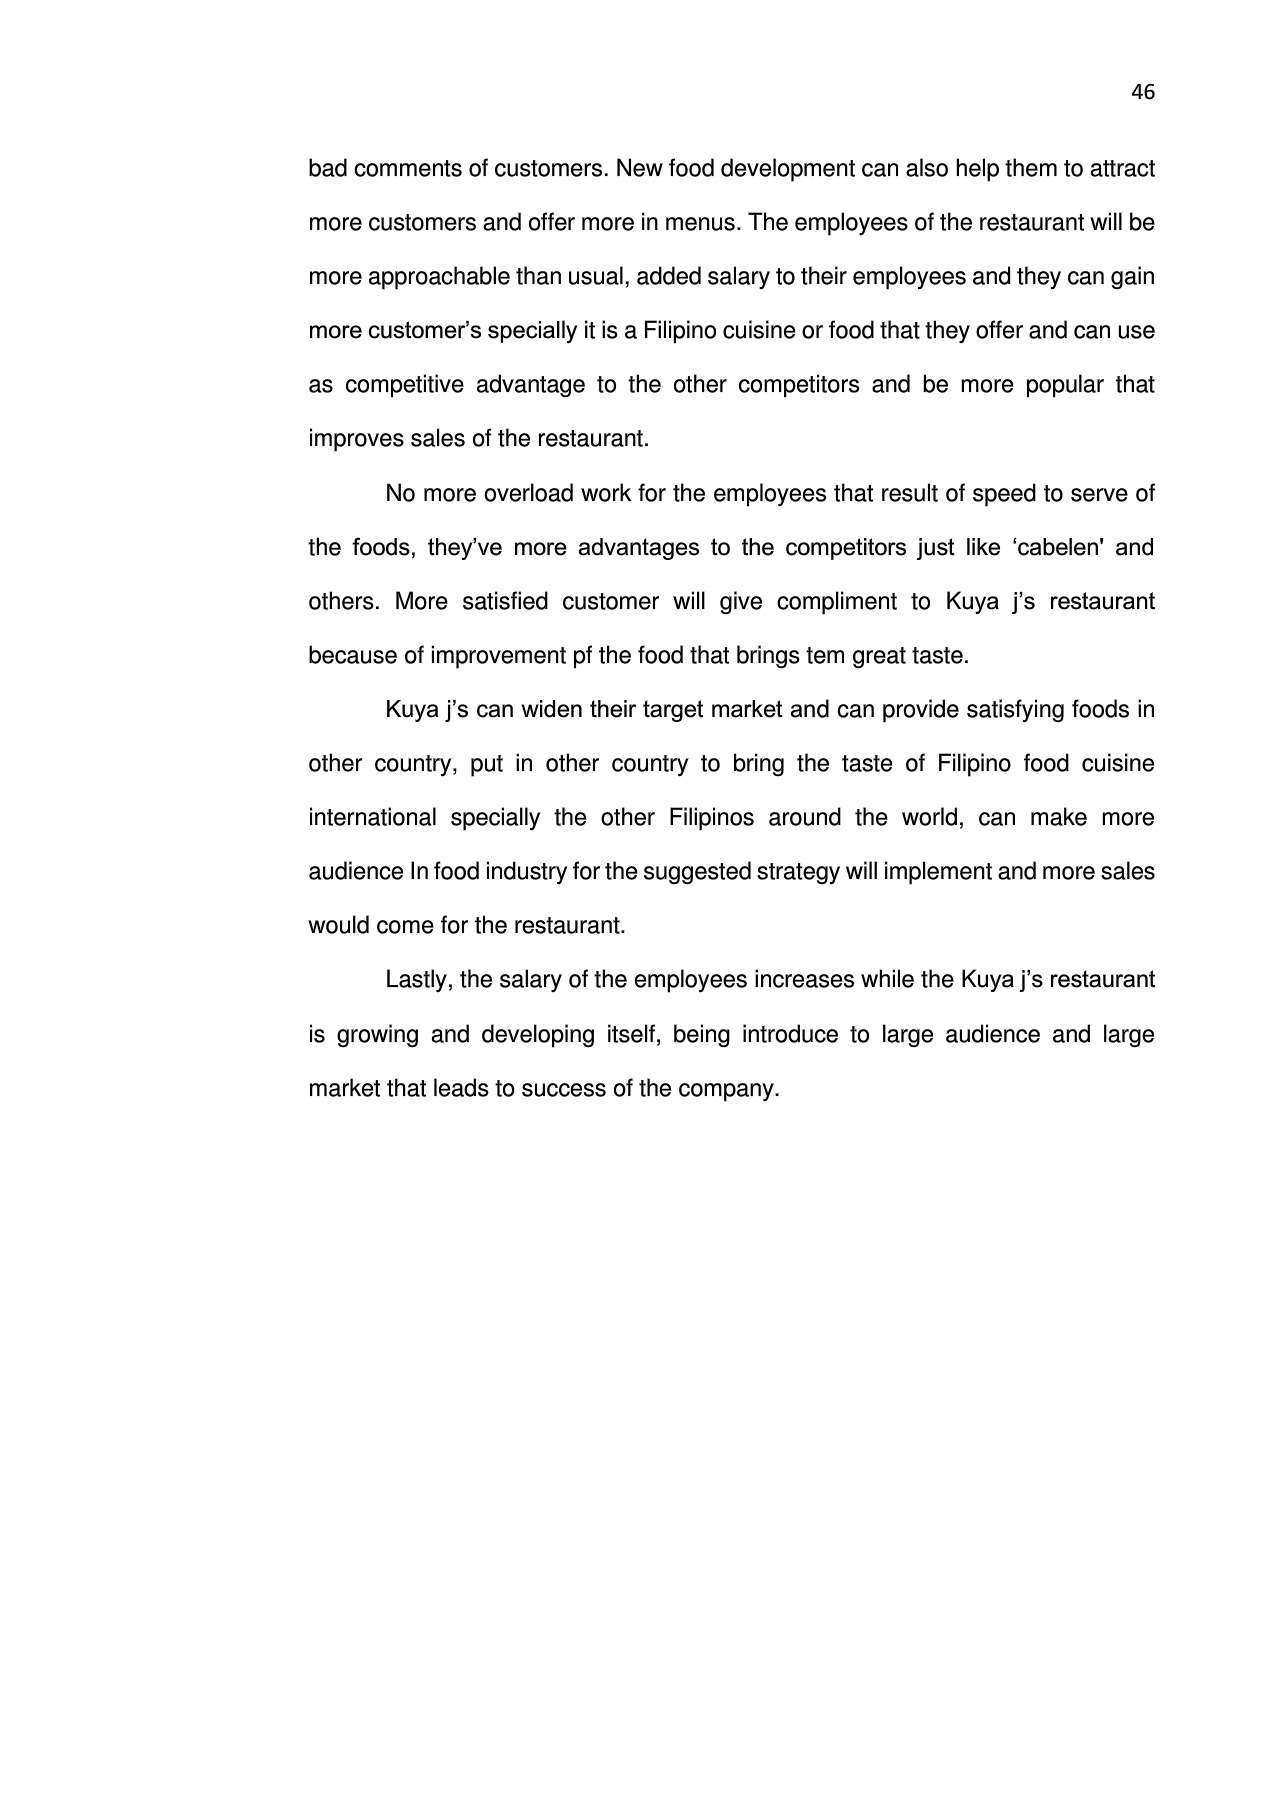 46
bad comments of customers. New food development can also help them to attract
more customers and offer more in menus. The employees of the restaurant will be
more approachable than usual, added salary to their employees and they can gain
more customer’s specially it is a Filipino cuisine or food that they offer and can use
as competitive advantage to the other competitors and be more popular that
improves sales of the restaurant.
No more overload work for the employees that result of speed to serve of
the foods, they’ve more advantages to the competitors just like ‘cabelen' and
others. More satisfied customer will give compliment to Kuya j’s restaurant
because of improvement pf the food that brings tem great taste.
Kuya j’s can widen their target market and can provide satisfying foods in
other country, put in other country to bring the taste of Filipino food cuisine
international specially the other Filipinos around the world, can make more
audience In food industry for the suggested strategy will implement and more sales
would come for the restaurant.
Lastly, the salary of the employees increases while the Kuya j’s restaurant
is growing and developing itself, being introduce to large audience and large
market that leads to success of the company.